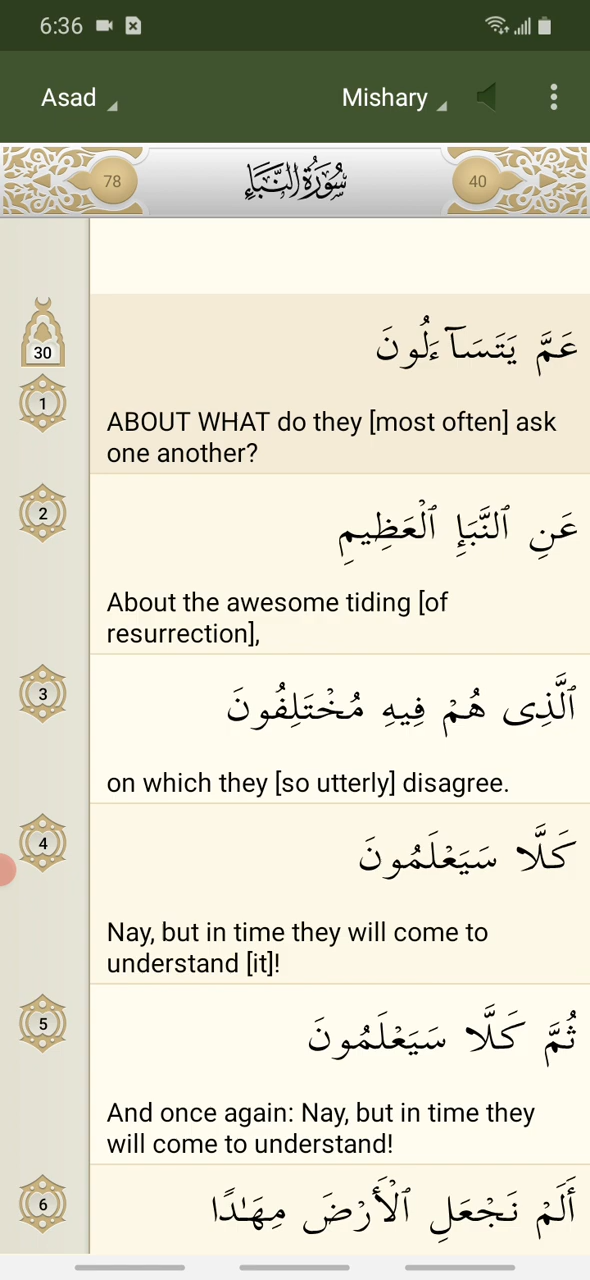 6:36
Asad
Mishary
78
سُورَةُ النَّبَإِ
40
30
عَمَّ يَتَسَآءَلُونَ
1
ABOUT WHAT do they [most often] ask
one another?
2
عَنِ ٱلنَّبَإِ ٱلْعَظِيمِ
About the awesome tiding [of
resurrection],
3
ٱلَّذِى هُمْ فِيهِ مُخْتَلِفُونَ
on which they [so utterly] disagree.
4
كَلَّا سَيَعْلَمُونَ
Nay, but in time they will come to
understand [it]!
5
ثُمَّ كَلَّا سَيَعْلَمُونَ
And once again: Nay, but in time they
will come to understand!
6
أَلَمْ نَجْعَلِ ٱلْأَرْضَ مِهَـٰدًا